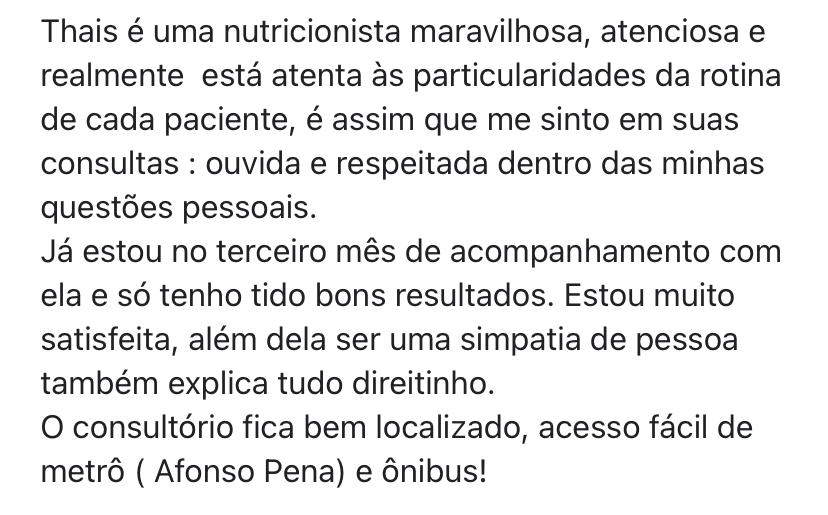 Thais é uma nutricionista maravilhosa, atenciosa e
realmente  está atenta às particularidades da rotina
de cada paciente, é assim que me sinto em suas
consultas : ouvida e respeitada dentro das minhas
questões pessoais.
Já estou no terceiro mês de acompanhamento com
ela e só tenho tido bons resultados. Estou muito
satisfeita, além dela ser uma simpatia de pessoa
também explica tudo direitinho.
O consultório fica bem localizado, acesso fácil de
metrô ( Afonso Pena) e ônibus!